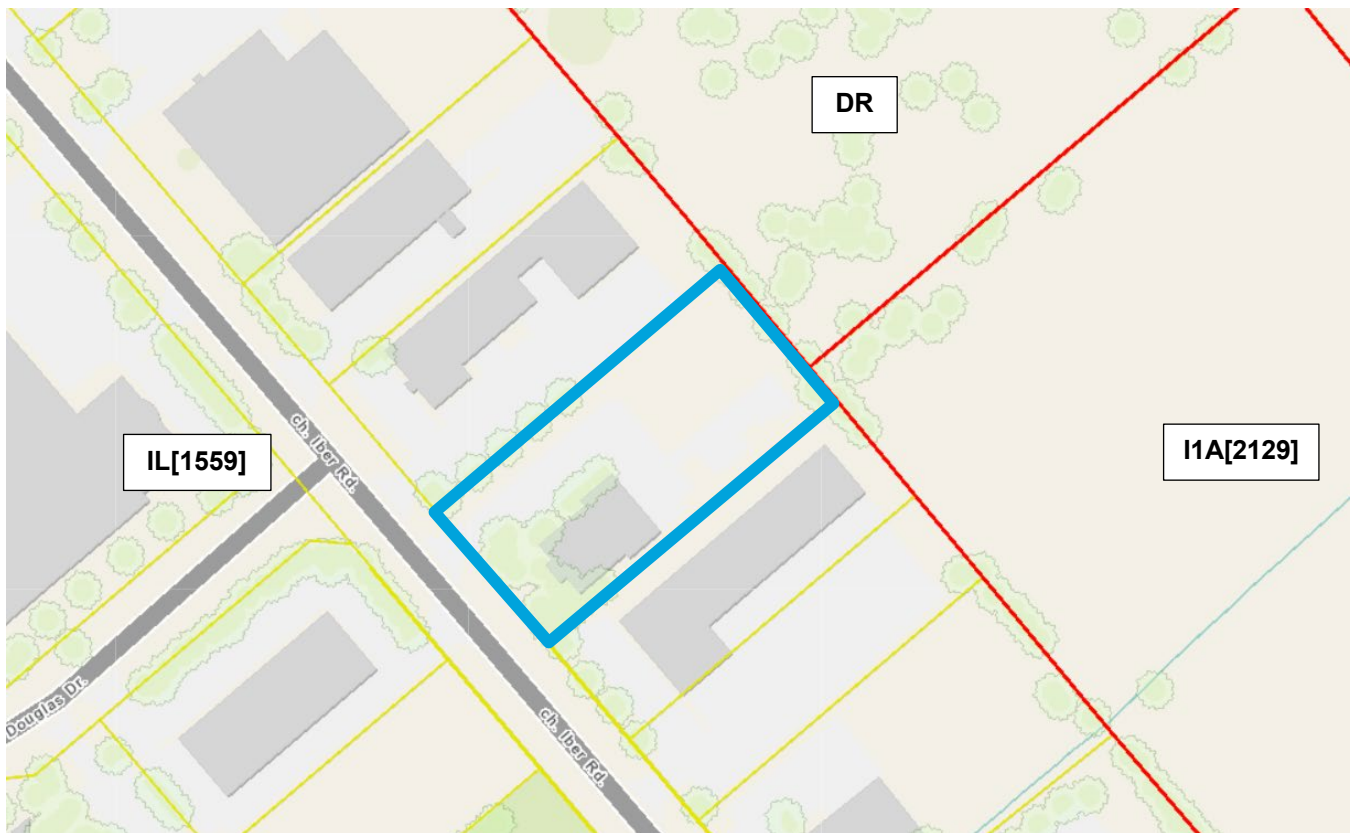 DR
ch. Iber Rd.
IL[1559]
I1A[2129]
Douglas Dr.
ch. Iber Rd.